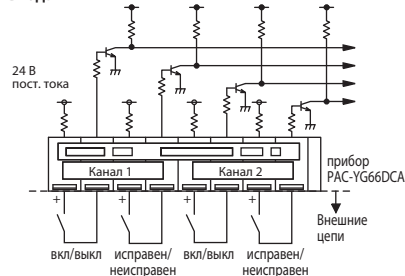 24 В
пост. тока
Канал 1
Канал 2
прибор
PAC-YG66DCA
+
+
+
+
Внешние
цепи
вкл/выкл
исправен/
неисправен
вкл/выкл
исправен/
неисправен